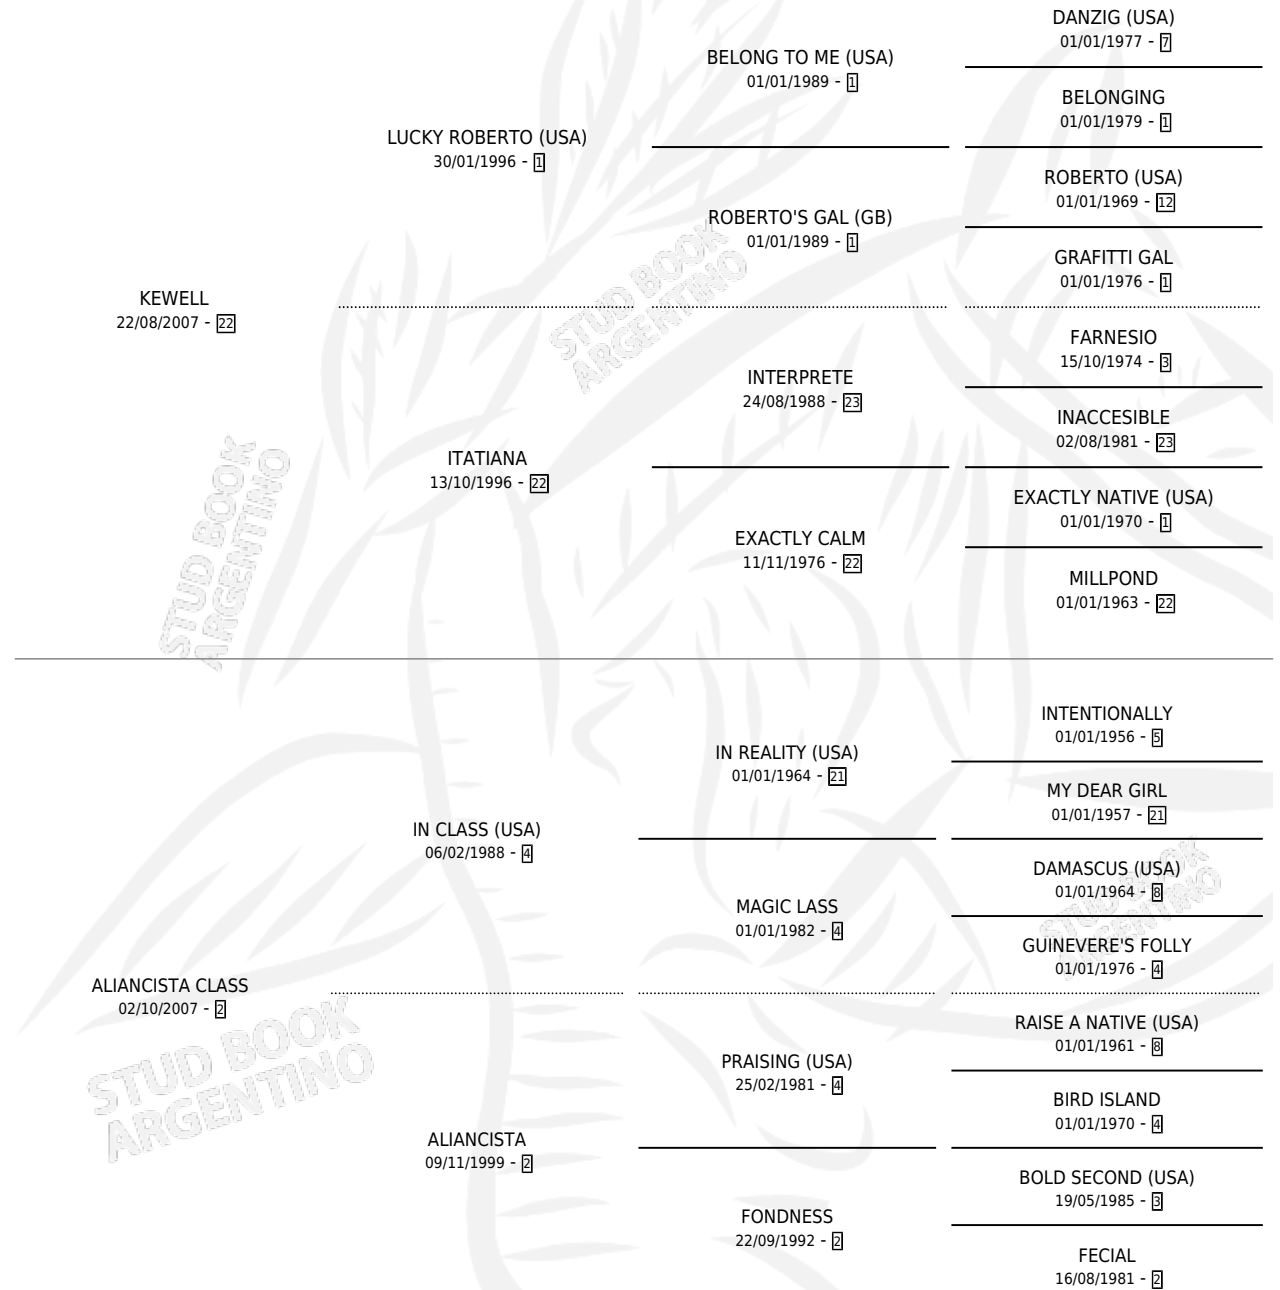 DANZIG (USA)
01/01/1977 - 7
BELONG TO ME (USA)
01/01/1989 - 1
BELONGING
01/01/1979 - 1
LUCKY ROBERTO (USA)
30/01/1996 - 1
ROBERTO (USA)
01/01/1969 - 12
ROBERTO'S GAL (GB)
01/01/1989 - 1
GRAFITTI GAL
01/01/1976 - 1
KEWELL
22/08/2007 - 22
STUD BOOK
ARGENTINO
FARNESIO
15/10/1974 - 3
INTERPRETE
24/08/1988 - 23
INACCESIBLE
02/08/1981 - 23
ITATIANA
13/10/1996 - 22
EXACTLY NATIVE (USA)
01/01/1970 - 1
EXACTLY CALM
11/11/1976 - 22
MILLPOND
01/01/1963 - 22
STUD BOOK
ARGENTINO
INTENTIONALLY
01/01/1956 - 5
IN REALITY (USA)
01/01/1964 - 21
MY DEAR GIRL
01/01/1957 - 21
IN CLASS (USA)
06/02/1988 - 4
DAMASCUS (USA)
01/01/1964 - 8
MAGIC LASS
01/01/1982 - 4
GUINEVERE'S FOLLY
01/01/1976 - 4
STUD BOOK
ARGENTINO
ALIANCISTA CLASS
02/10/2007 - 2
RAISE A NATIVE (USA)
01/01/1961 - 8
PRAISING (USA)
25/02/1981 - 4
BIRD ISLAND
01/01/1970 - 4
STUD BOOK
ARGENTINO
ALIANCISTA
09/11/1999 - 2
BOLD SECOND (USA)
19/05/1985 - 3
FONDNESS
22/09/1992 - 2
FECIAL
16/08/1981 - 2